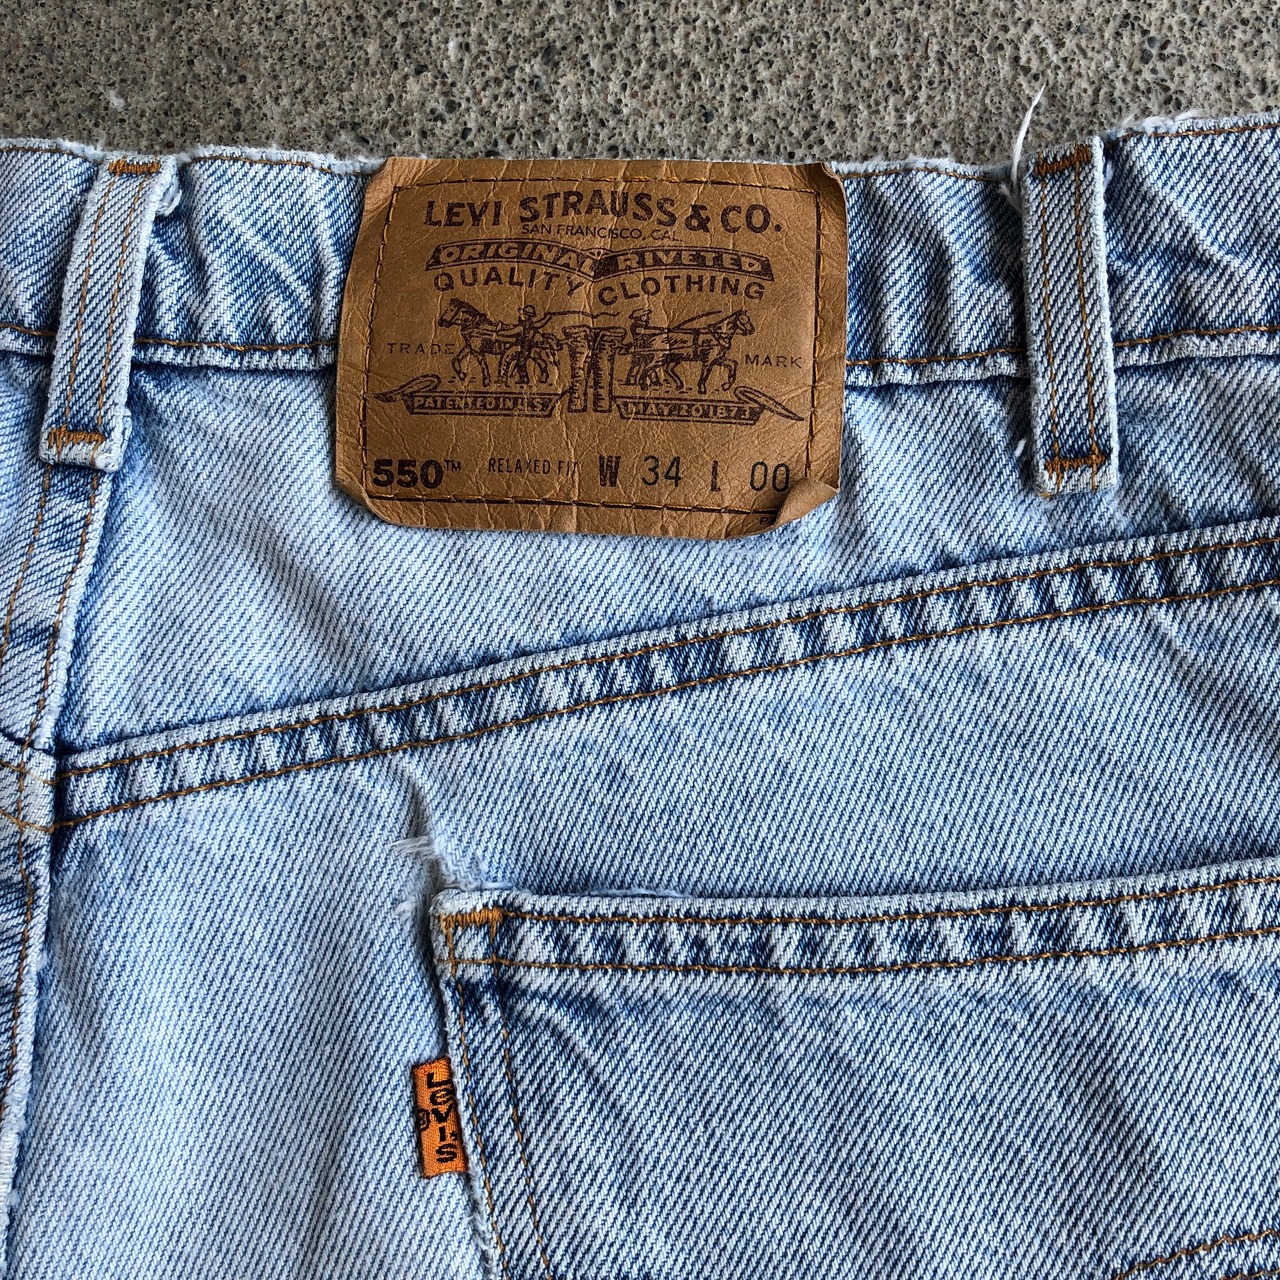 LEVI STRAUSS & CO.
SAN FRANCISCO, CAL.
ORIGINAL RIVETED
QUALITY CLOTHING
TRADE MARK
PATENTED IN U.S. MAY 20 1873
550™ RELAXED FIT W 34 L 00
Levi's